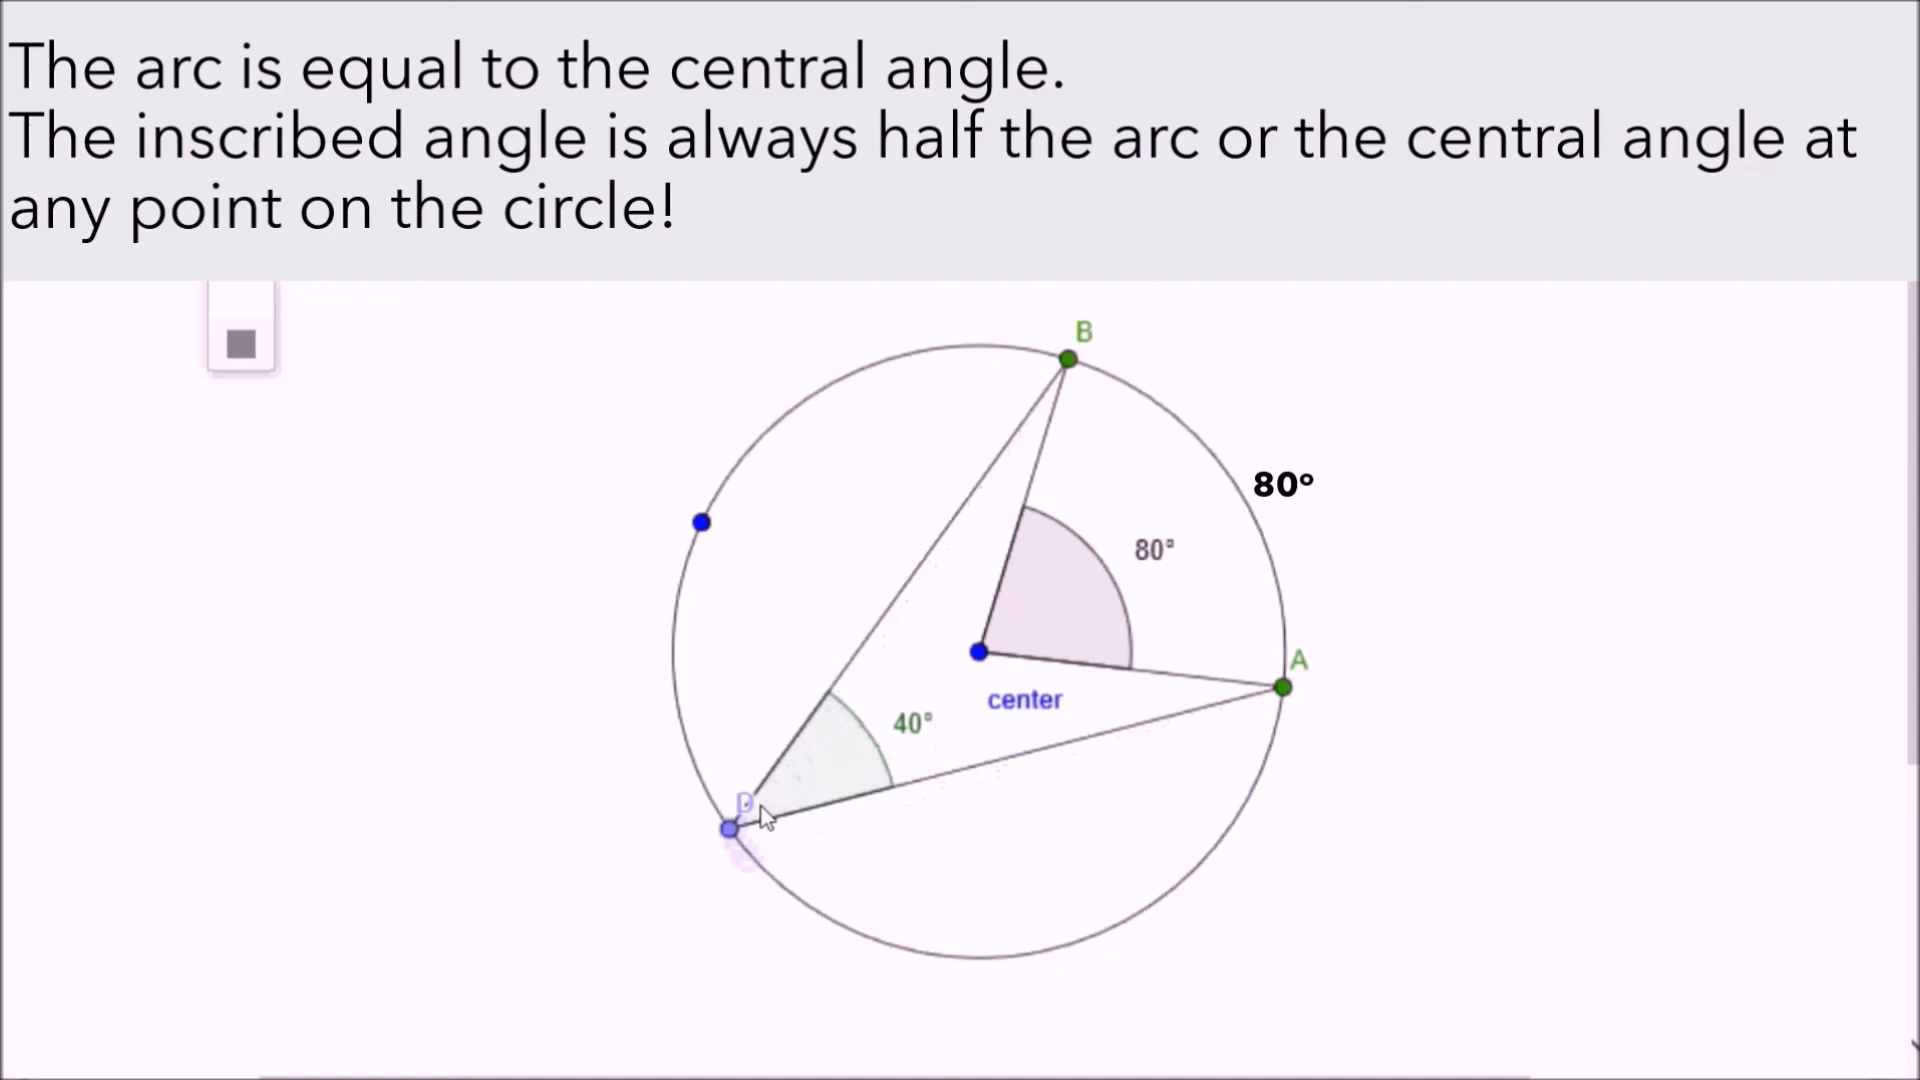 The arc is equal to the central angle.
The inscribed angle is always half the arc or the central angle at
any point on the circle!
B
80°
80°
A
center
40°
D